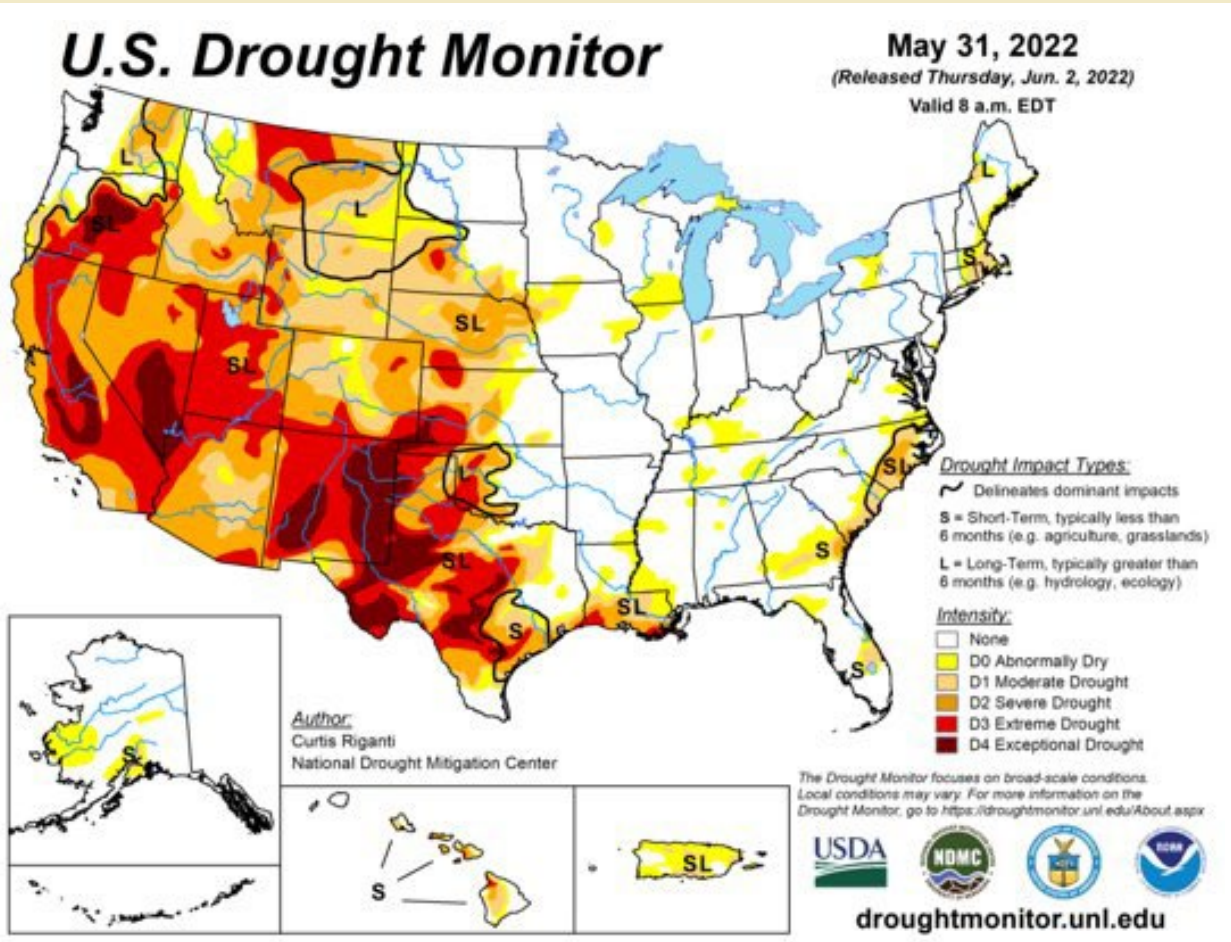 U.S. Drought Monitor
May 31, 2022
(Released Thursday, Jun. 2, 2022)
Valid 8 a.m. EDT
L
L
L
SL
S
SL
SL
SL
L
Drought Impact Types:
Delineates dominant impacts
S = Short-Term, typically less than
6 months (e.g. agriculture, grasslands)
L = Long-Term, typically greater than
6 months (e.g. hydrology, ecology)
S
SL
SL
S
S
S
Intensity:
None
D0 Abnormally Dry
D1 Moderate Drought
D2 Severe Drought
D3 Extreme Drought
D4 Exceptional Drought
S
Author:
Curtis Riganti
National Drought Mitigation Center
The Drought Monitor focuses on broad-scale conditions.
Local conditions may vary. For more information on the
Drought Monitor, go to https://droughtmonitor.unl.edu/About.aspx
S
SL
USDA
NDMC
NOAA
droughtmonitor.unl.edu